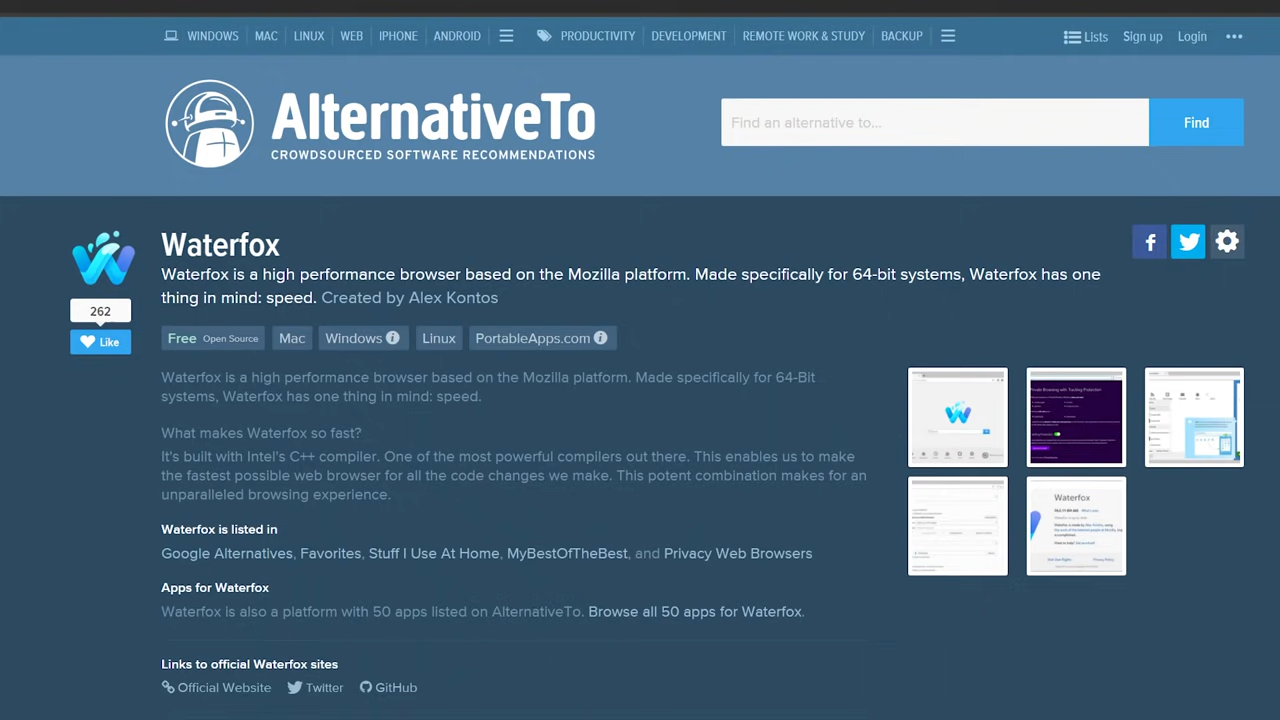 WINDOWS MAC LINUX WEB IPHONE ANDROID PRODUCTIVITY DEVELOPMENT REMOTE WORK & STUDY BACKUP Lists Sign up Login
AlternativeTo
CROWDSOURCED SOFTWARE RECOMMENDATIONS
Find an alternative to...
Find
Waterfox
Waterfox is a high performance browser based on the Mozilla platform. Made specifically for 64-bit systems, Waterfox has one
thing in mind: speed. Created by Alex Kontos
262
Like
Free Open Source Mac Windows Linux PortableApps.com
Waterfox is a high performance browser based on the Mozilla platform. Made specifically for 64-Bit
systems, Waterfox has one thing in mind: speed.
What makes Waterfox so fast?
It's built with Intel's C++ compiler. One of the most powerful compilers out there. This enables us to make
the fastest possible web browser for all the code changes we make. This potent combination makes for an
unparalleled browsing experience.
Waterfox is listed in
Google Alternatives, Favorites, Stuff I Use At Home, MyBestOfTheBest, and Privacy Web Browsers
Apps for Waterfox
Waterfox is also a platform with 50 apps listed on AlternativeTo. Browse all 50 apps for Waterfox.
Links to official Waterfox sites
Official Website Twitter GitHub
Private Browsing with Tracking Protection
Waterfox